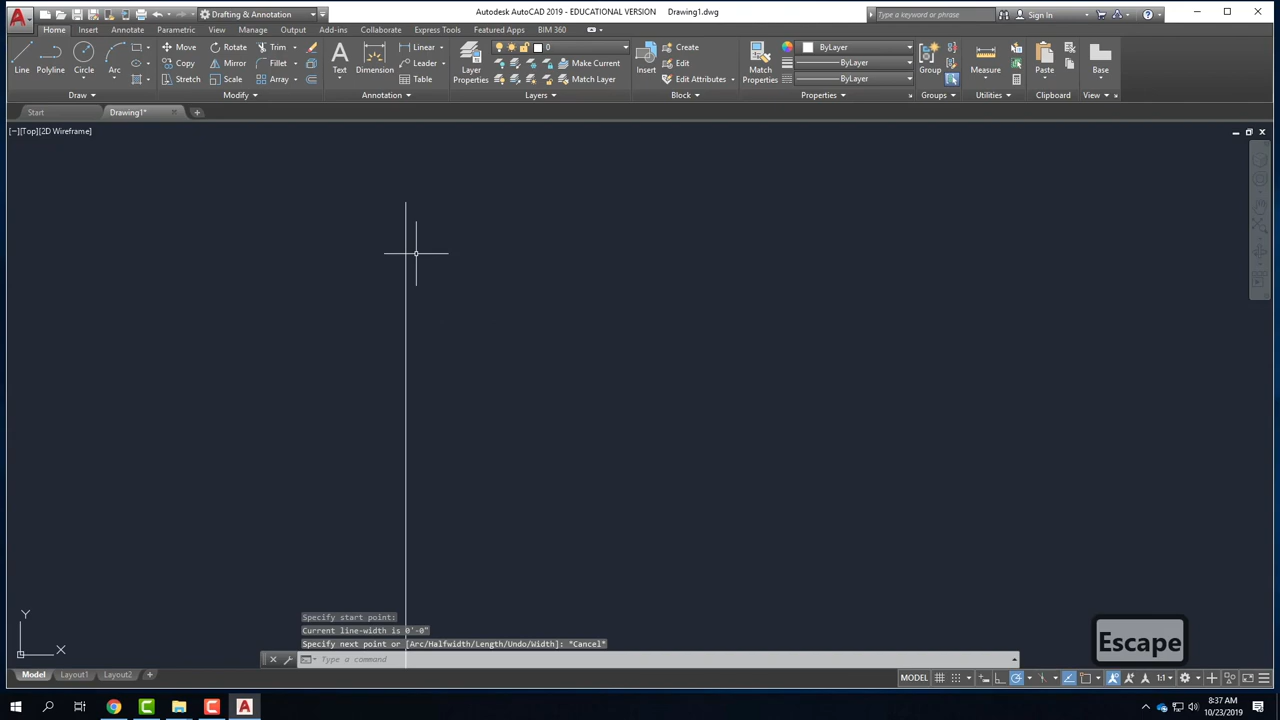 Drafting & Annotation
Autodesk AutoCAD 2019 - EDUCATIONAL VERSION Drawing1.dwg
Type a keyword or phrase
Sign In
Home Insert Annotate Parametric View Manage Output Add-ins Collaborate Express Tools Featured Apps BIM 360
Line Polyline Circle Arc
Move Rotate Trim
Copy Mirror Fillet
Stretch Scale Array
Text Dimension
Linear
Leader
Table
Layer Properties
0
Make Current
Match Layer
Insert
Create
Edit
Edit Attributes
Match Properties
ByLayer
ByLayer
ByLayer
Group
Measure
Paste
Base
Draw Modify Annotation Layers Block Properties Groups Utilities Clipboard View
Start Drawing1*
[−][Top][2D Wireframe]
Y
X
Specify start point:
Current line-width is 0'-0"
Specify next point or [Arc/Halfwidth/Length/Undo/Width]: *Cancel*
Type a command
Escape
Model Layout1 Layout2
MODEL
1:1
8:37 AM
10/23/2019